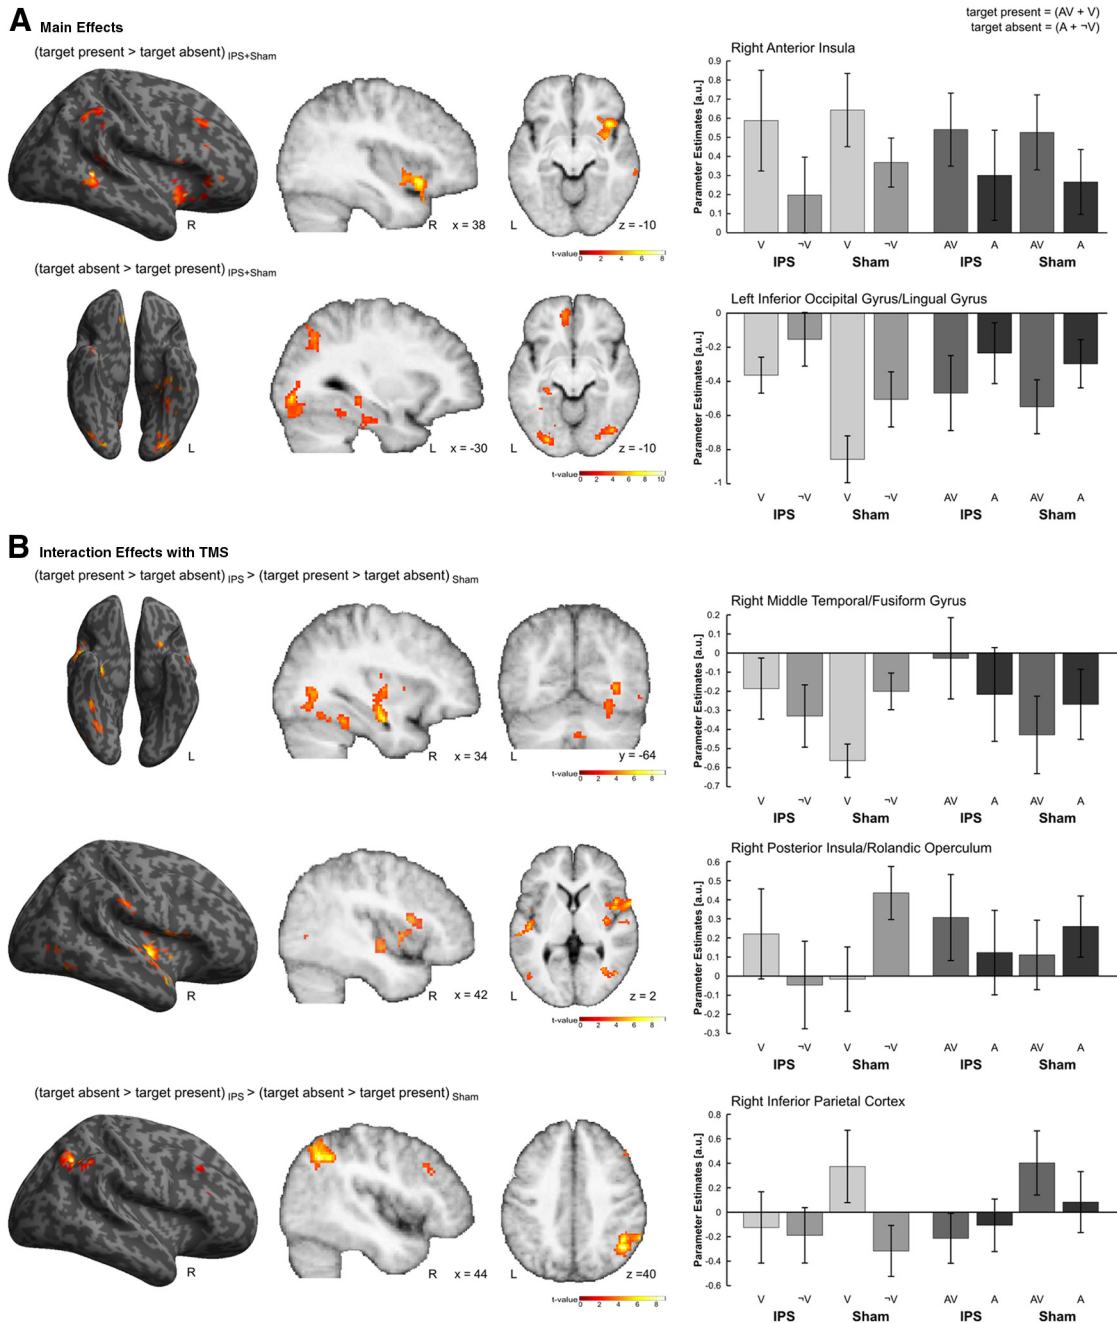 A Main Effects
target present = (AV + V)
target absent = (A + ¬V)
(target present > target absent) IPS+Sham
R
R x = 38
L z = -10
t-value 0 2 4 6 8
Right Anterior Insula
Parameter Estimates [a.u.]
0.9
0.8
0.7
0.6
0.5
0.4
0.3
0.2
0.1
0
V ¬V V ¬V AV A AV A
IPS Sham IPS Sham
(target absent > target present) IPS+Sham
L
L x = -30
L z = -10
t-value 0 2 4 6 8 10
Left Inferior Occipital Gyrus/Lingual Gyrus
Parameter Estimates [a.u.]
0
-0.2
-0.4
-0.6
-0.8
-1
V ¬V V ¬V AV A AV A
IPS Sham IPS Sham
B Interaction Effects with TMS
(target present > target absent) IPS > (target present > target absent) Sham
L
R x = 34
y = -64
t-value 0 2 4 6 8
Right Middle Temporal/Fusiform Gyrus
Parameter Estimates [a.u.]
0.2
0.1
0
-0.1
-0.2
-0.3
-0.4
-0.5
-0.6
-0.7
V ¬V V ¬V AV A AV A
IPS Sham IPS Sham
R
R x = 42
L z = 2
t-value 0 2 4 6 8
Right Posterior Insula/Rolandic Operculum
Parameter Estimates [a.u.]
0.6
0.5
0.4
0.3
0.2
0.1
0
-0.1
-0.2
-0.3
V ¬V V ¬V AV A AV A
IPS Sham IPS Sham
(target absent > target present) IPS > (target absent > target present) Sham
R
R x = 44
L z =40
t-value 0 2 4 6 8
Right Inferior Parietal Cortex
Parameter Estimates [a.u.]
0.8
0.6
0.4
0.2
0
-0.2
-0.4
-0.6
V ¬V V ¬V AV A AV A
IPS Sham IPS Sham